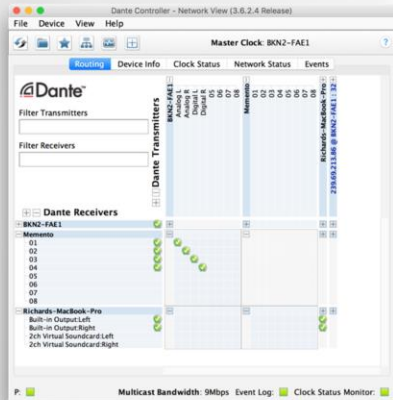 Dante Controller - Network View (3.6.2.4 Release)
File Device View Help
Master Clock: BKN2-FAE1
?
Routing Device Info Clock Status Network Status Events
Dante™
Filter Transmitters
Filter Receivers
Dante Transmitters
BKN2-FAE1
Analog L
Analog R
Digital L
Digital R
05
06
07
08
Memento
01
02
03
04
05
06
07
08
Richards-MacBook-Pro
239.69.213.86 @ BKN2-FAE1 : 32
Dante Receivers
BKN2-FAE1
Memento
01
02
03
04
05
06
07
08
Richards-MacBook-Pro
Built-in Output:Left
Built-in Output:Right
2ch Virtual Soundcard:Left
2ch Virtual Soundcard:Right
P: Multicast Bandwidth: 9Mbps Event Log: Clock Status Monitor: